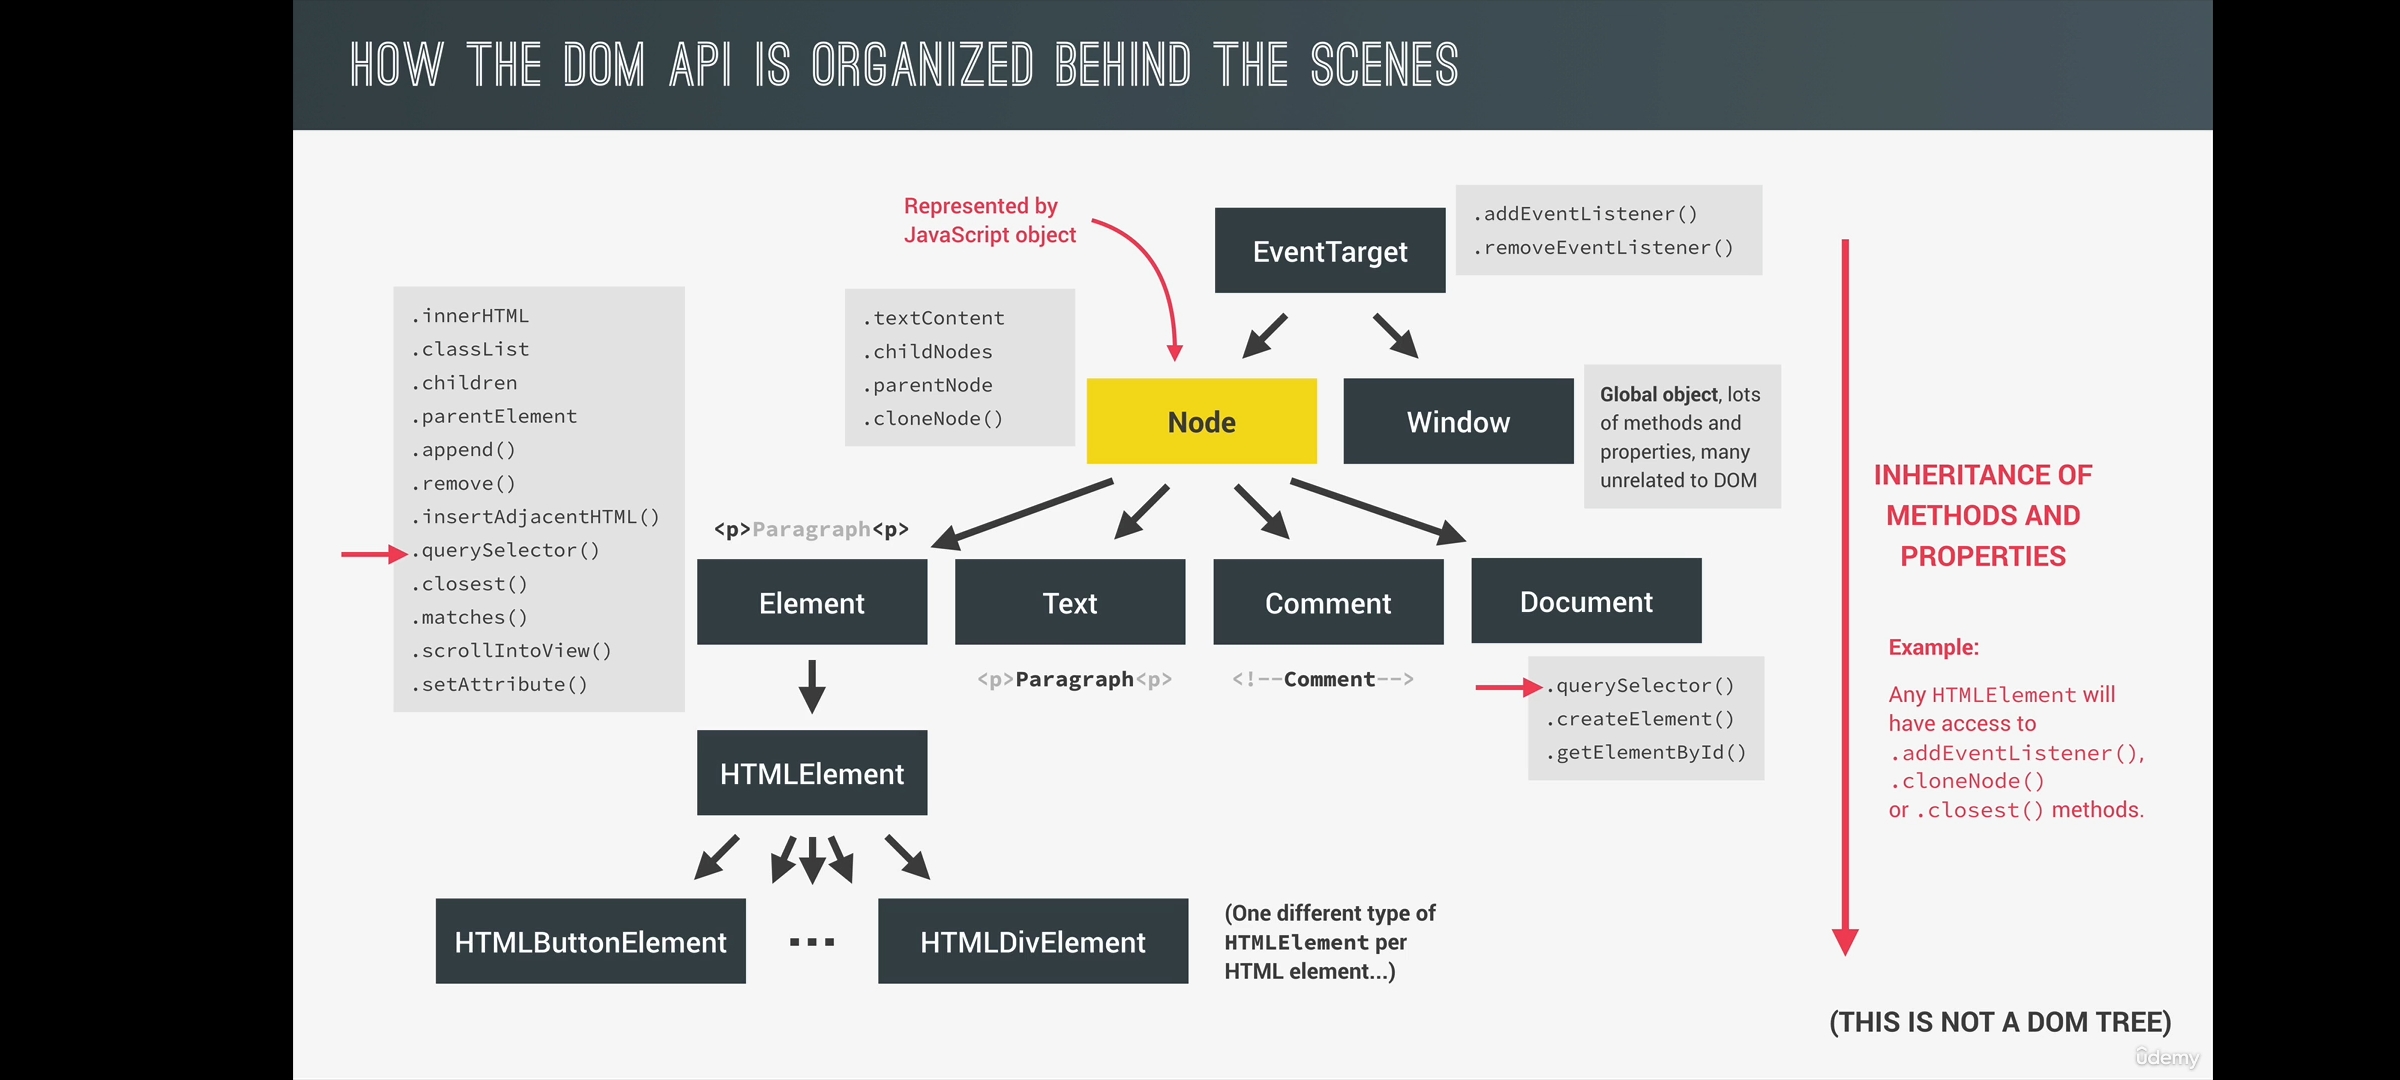 HOW THE DOM API IS ORGANIZED BEHIND THE SCENES
Represented by
JavaScript object
EventTarget
.addEventListener()
.removeEventListener()
.innerHTML
.classList
.children
.parentElement
.append()
.remove()
.insertAdjacentHTML()
.querySelector()
.closest()
.matches()
.scrollIntoView()
.setAttribute()
.textContent
.childNodes
.parentNode
.cloneNode()
Node
Window
Global object, lots
of methods and
properties, many
unrelated to DOM
INHERITANCE OF
METHODS AND
PROPERTIES
<p>Paragraph<p>
Element
Text
Comment
Document
<p>Paragraph<p>
<!--Comment-->
.querySelector()
.createElement()
.getElementById()
Example:
Any HTMLElement will
have access to
.addEventListener(),
.cloneNode()
or .closest() methods.
HTMLElement
HTMLButtonElement
...
HTMLDivElement
(One different type of
HTMLElement per
HTML element...)
(THIS IS NOT A DOM TREE)
ûdemy